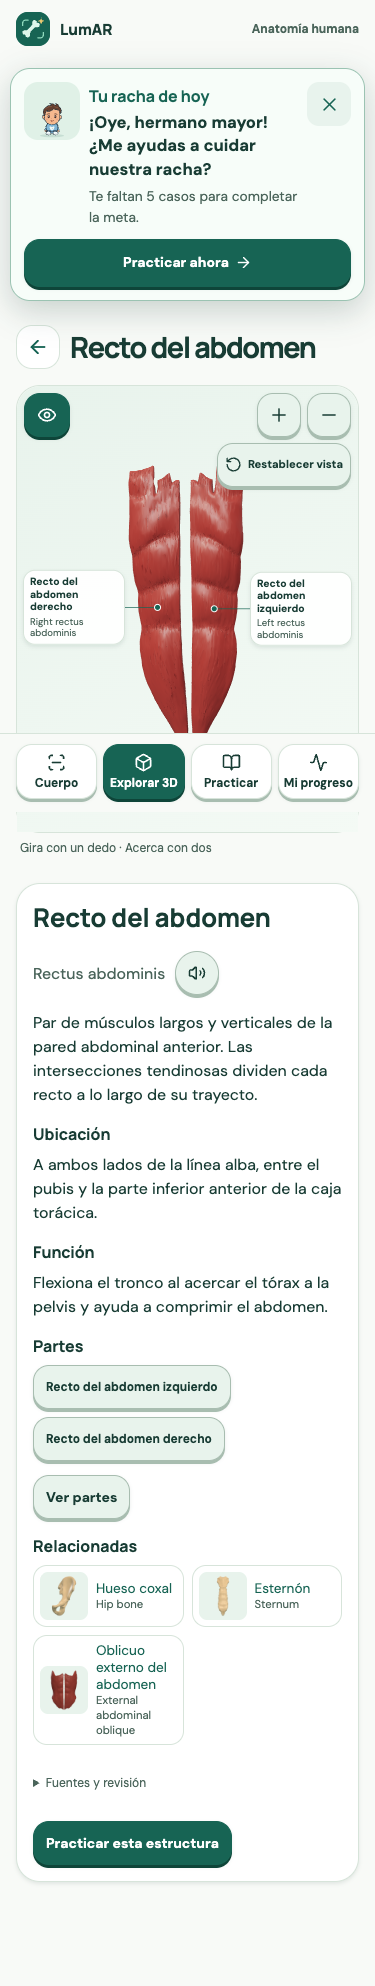 LumAR
Anatomía humana
Tu racha de hoy
¡Oye, hermano mayor!
¿Me ayudas a cuidar
nuestra racha?
Te faltan 5 casos para completar
la meta.
Practicar ahora
Recto del abdomen
Restablecer vista
Recto del
abdomen
derecho
Right rectus
abdominis
Recto del
abdomen
izquierdo
Left rectus
abdominis
Cuerpo
Explorar 3D
Practicar
Mi progreso
Gira con un dedo · Acerca con dos
Recto del abdomen
Rectus abdominis
Par de músculos largos y verticales de la
pared abdominal anterior. Las
intersecciones tendinosas dividen cada
recto a lo largo de su trayecto.
Ubicación
A ambos lados de la línea alba, entre el
pubis y la parte inferior anterior de la caja
torácica.
Función
Flexiona el tronco al acercar el tórax a la
pelvis y ayuda a comprimir el abdomen.
Partes
Recto del abdomen izquierdo
Recto del abdomen derecho
Ver partes
Relacionadas
Hueso coxal
Hip bone
Esternón
Sternum
Oblicuo
externo del
abdomen
External
abdominal
oblique
Fuentes y revisión
Practicar esta estructura